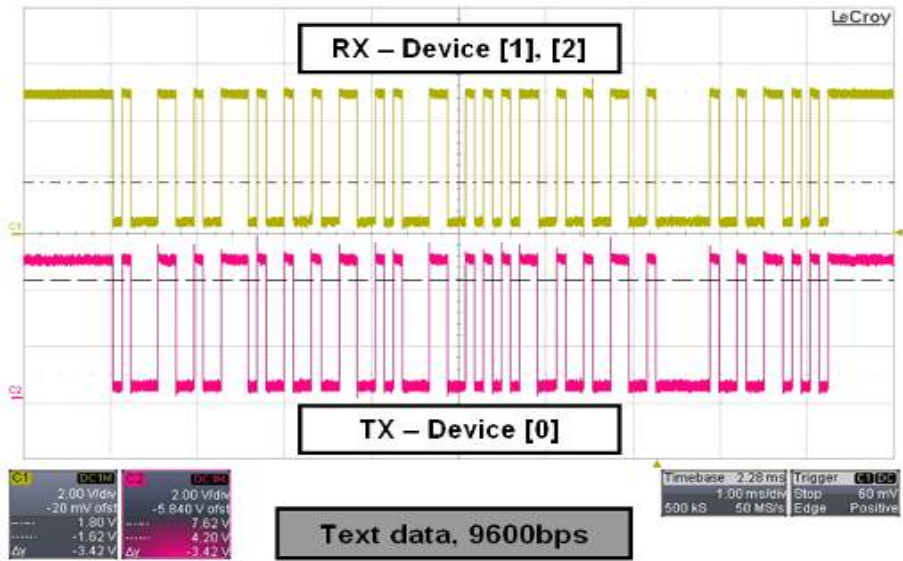 LeCroy
RX – Device [1], [2]
C1
C2
TX – Device [0]
C1 DC1M
2.00 V/div
-20 mV ofst
1.80 V
-1.62 V
Δy -3.42 V
C2 DC1M
2.00 V/div
-5.840 V ofst
7.62 V
4.20 V
-3.42 V
Timebase 2.28 ms
1.00 ms/div
500 kS 50 MS/s
Trigger C1 DC
Stop 60 mV
Edge Positive
Text data, 9600bps